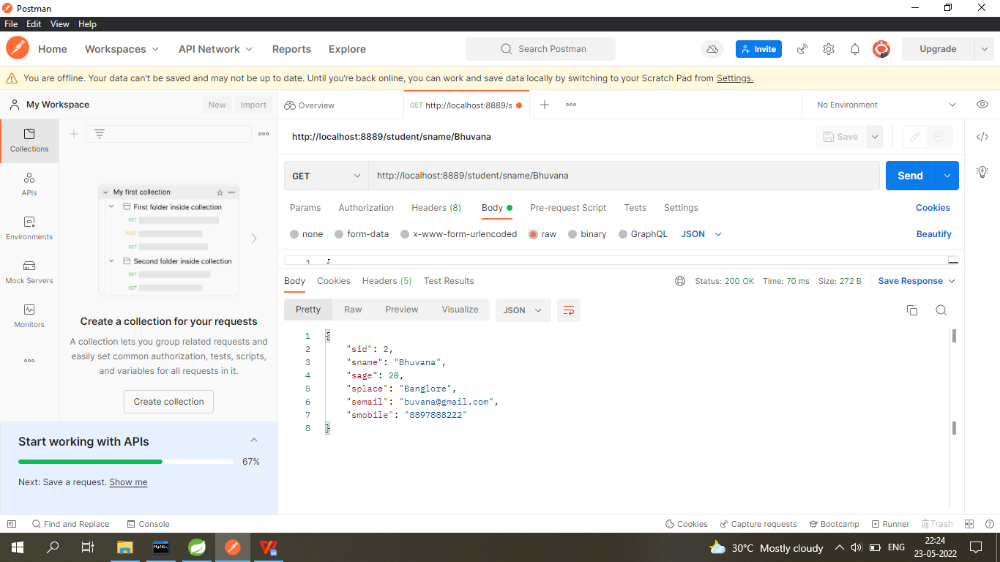 Postman
File Edit View Help
Home Workspaces API Network Reports Explore Search Postman Invite Upgrade
You are offline. Your data can't be saved and may not be up to date. Until you're back online, you can work and save data locally by switching to your Scratch Pad from Settings.
My Workspace New Import Overview GET http://localhost:8889/s No Environment
http://localhost:8889/student/sname/Bhuvana Save
Collections
APIs
Environments
Mock Servers
Monitors
My first collection
First folder inside collection
GET
POST
GET
Second folder inside collection
GET
GET
Create a collection for your requests
A collection lets you group related requests and
easily set common authorization, tests, scripts,
and variables for all requests in it.
Create collection
Start working with APIs
67%
Next: Save a request. Show me
GET http://localhost:8889/student/sname/Bhuvana Send
Params Authorization Headers (8) Body Pre-request Script Tests Settings Cookies
none form-data x-www-form-urlencoded raw binary GraphQL JSON Beautify
1 {
Body Cookies Headers (5) Test Results Status: 200 OK Time: 70 ms Size: 272 B Save Response
Pretty Raw Preview Visualize JSON
1 {
2 "sid": 2,
3 "sname": "Bhuvana",
4 "sage": 20,
5 "splace": "Banglore",
6 "semail": "buvana@gmail.com",
7 "smobile": "8897888222"
8 }
Find and Replace Console Cookies Capture requests Bootcamp Runner Trash
MySQL 30°C Mostly cloudy ENG 22:24
23-05-2022